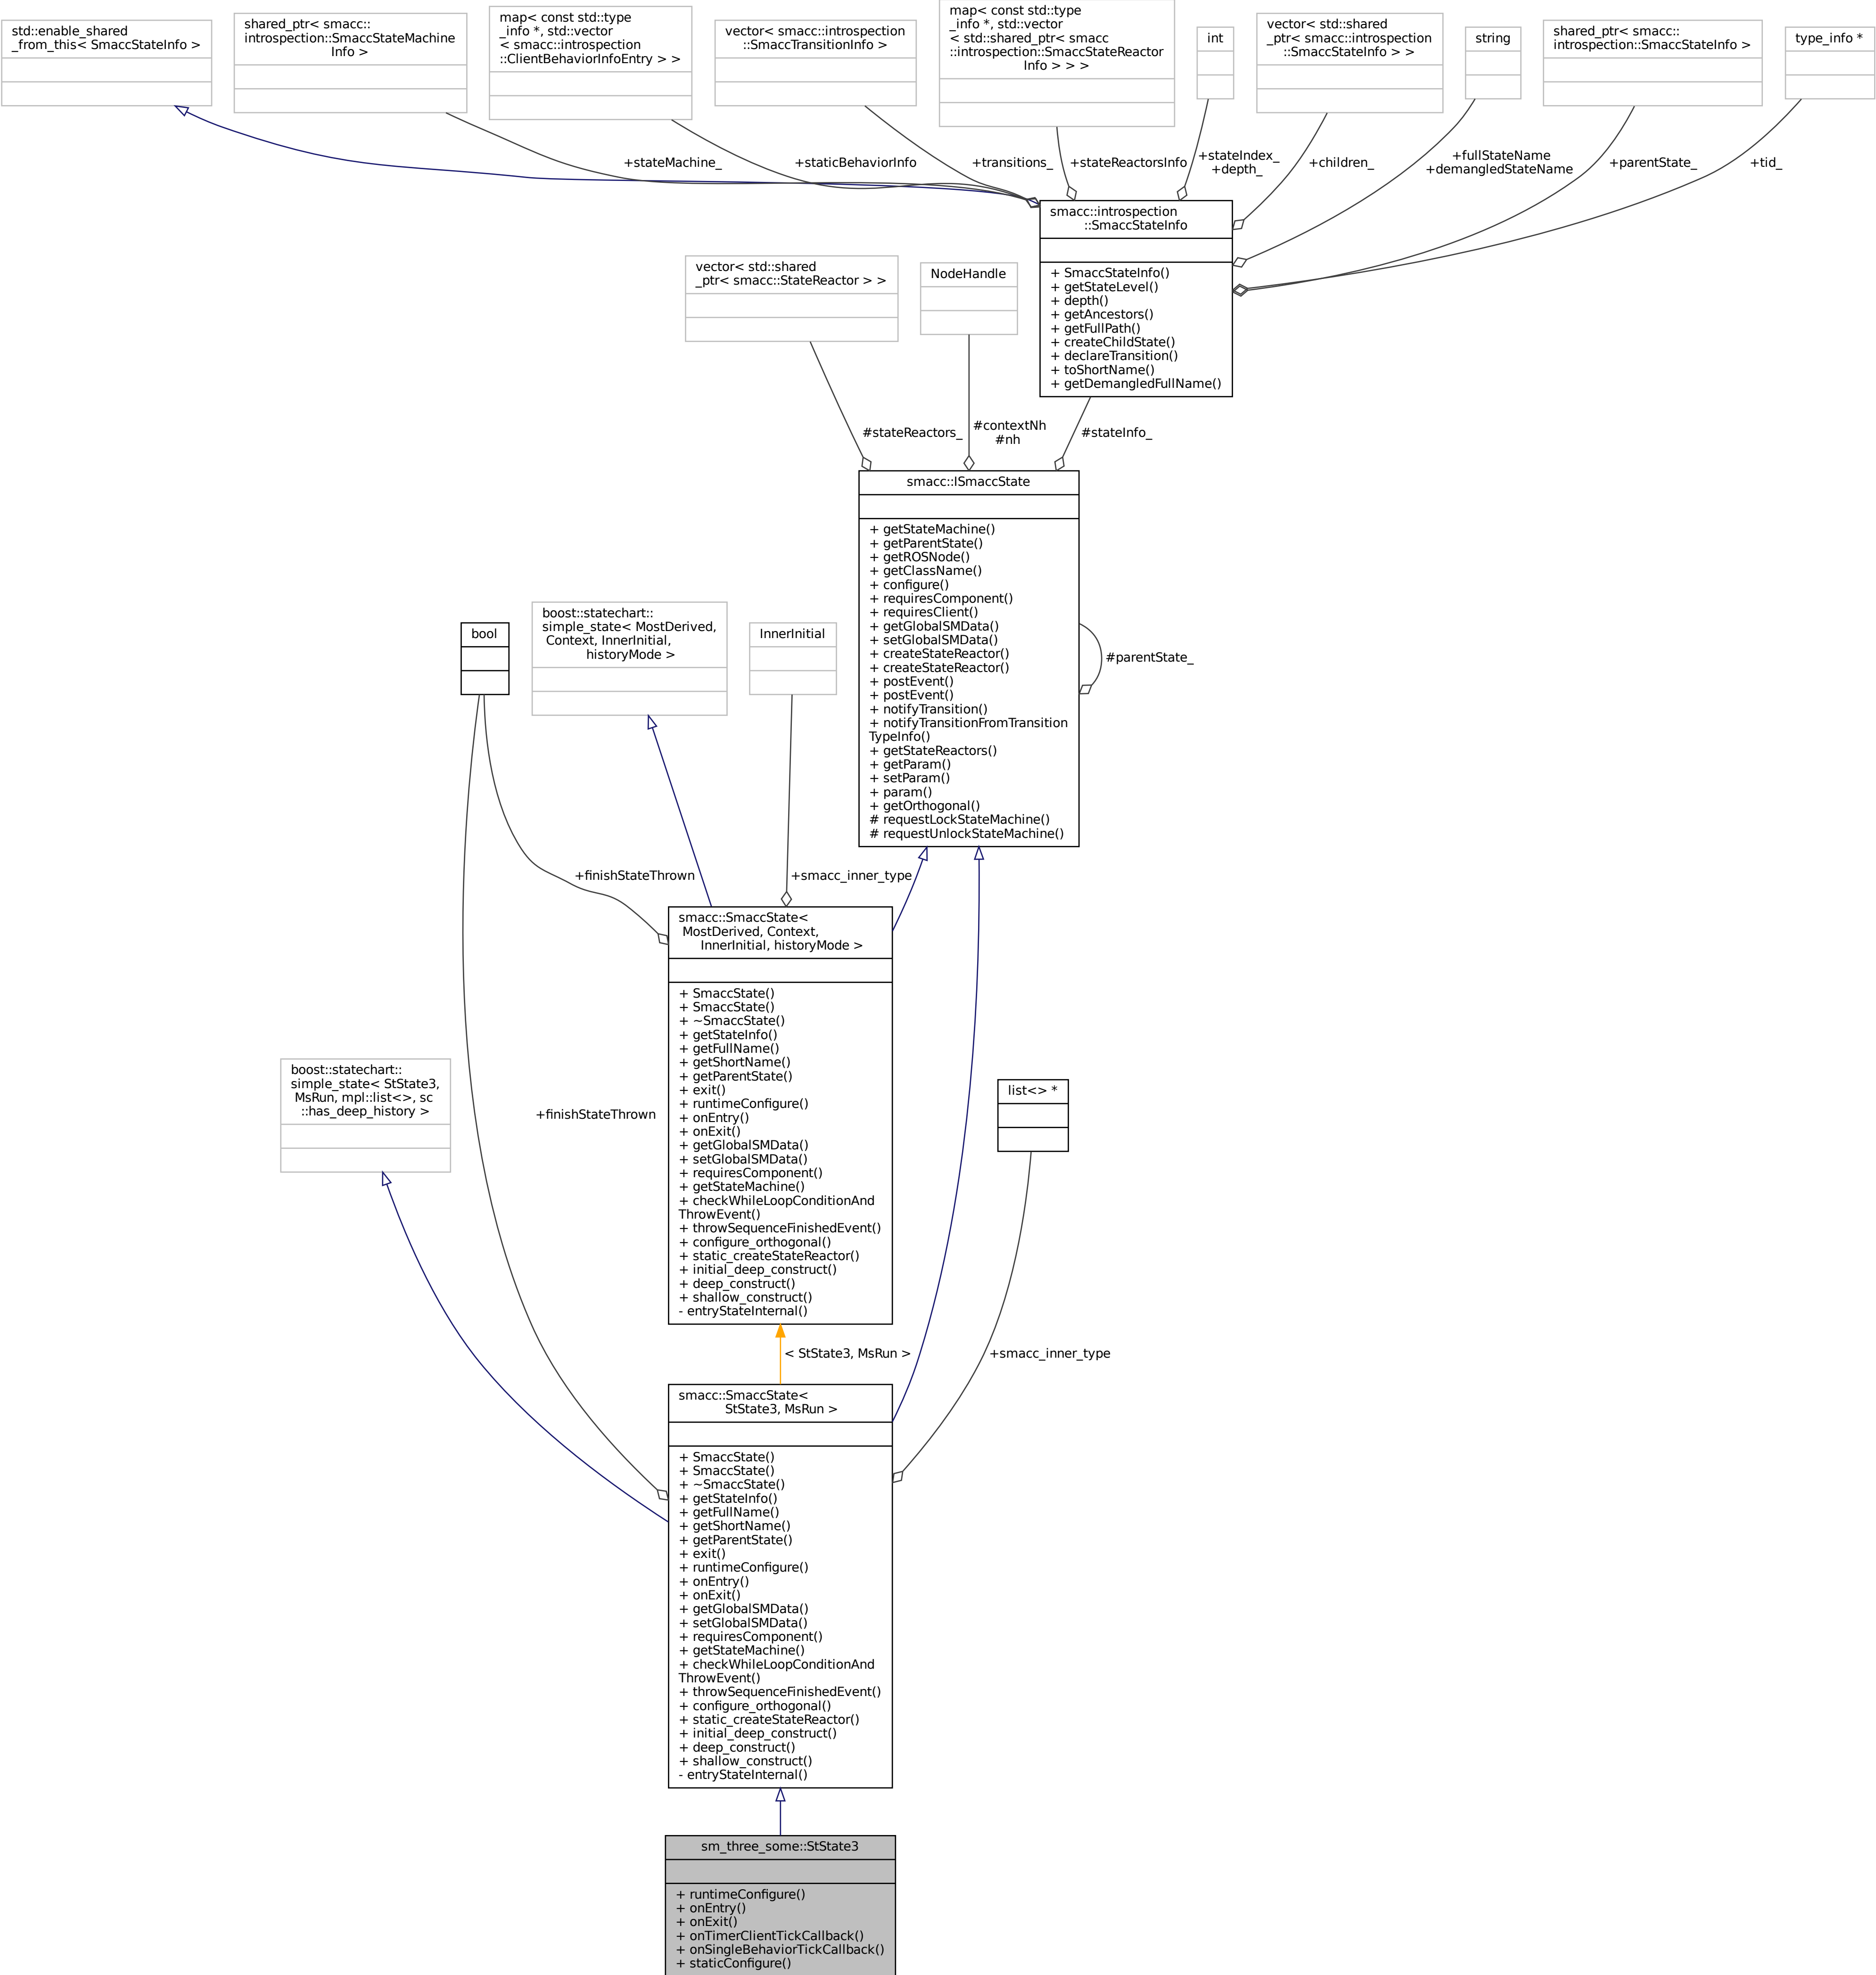 std::enable_shared
_from_this< SmaccStateInfo >
shared_ptr< smacc::
introspection::SmaccStateMachine
Info >
map< const std::type
_info *, std::vector
< smacc::introspection
::ClientBehaviorInfoEntry > >
vector< smacc::introspection
::SmaccTransitionInfo >
map< const std::type
_info *, std::vector
< std::shared_ptr< smacc
::introspection::SmaccStateReactor
Info > > >
int
vector< std::shared
_ptr< smacc::introspection
::SmaccStateInfo > >
string
shared_ptr< smacc::
introspection::SmaccStateInfo >
type_info *
+stateMachine_
+staticBehaviorInfo
+transitions_
+stateReactorsInfo
+stateIndex_
+depth_
+children_
+fullStateName
+demangledStateName
+parentState_
+tid_
smacc::introspection
::SmaccStateInfo
+ SmaccStateInfo()
+ getStateLevel()
+ depth()
+ getAncestors()
+ getFullPath()
+ createChildState()
+ declareTransition()
+ toShortName()
+ getDemangledFullName()
vector< std::shared
_ptr< smacc::StateReactor > >
NodeHandle
#stateReactors_
#contextNh
#nh
#stateInfo_
smacc::ISmaccState
+ getStateMachine()
+ getParentState()
+ getROSNode()
+ getClassName()
+ configure()
+ requiresComponent()
+ requiresClient()
+ getGlobalSMData()
+ setGlobalSMData()
+ createStateReactor()
+ createStateReactor()
+ postEvent()
+ postEvent()
+ notifyTransition()
+ notifyTransitionFromTransition
TypeInfo()
+ getStateReactors()
+ getParam()
+ setParam()
+ param()
+ getOrthogonal()
# requestLockStateMachine()
# requestUnlockStateMachine()
#parentState_
bool
boost::statechart::
simple_state< MostDerived,
Context, InnerInitial,
historyMode >
InnerInitial
+finishStateThrown
+smacc_inner_type
smacc::SmaccState<
MostDerived, Context,
InnerInitial, historyMode >
+ SmaccState()
+ SmaccState()
+ ~SmaccState()
+ getStateInfo()
+ getFullName()
+ getShortName()
+ getParentState()
+ exit()
+ runtimeConfigure()
+ onEntry()
+ onExit()
+ getGlobalSMData()
+ setGlobalSMData()
+ requiresComponent()
+ getStateMachine()
+ checkWhileLoopConditionAnd
ThrowEvent()
+ throwSequenceFinishedEvent()
+ configure_orthogonal()
+ static_createStateReactor()
+ initial_deep_construct()
+ deep_construct()
+ shallow_construct()
- entryStateInternal()
boost::statechart::
simple_state< StState3,
MsRun, mpl::list<>, sc
::has_deep_history >
+finishStateThrown
list<> *
< StState3, MsRun >
+smacc_inner_type
smacc::SmaccState<
StState3, MsRun >
+ SmaccState()
+ SmaccState()
+ ~SmaccState()
+ getStateInfo()
+ getFullName()
+ getShortName()
+ getParentState()
+ exit()
+ runtimeConfigure()
+ onEntry()
+ onExit()
+ getGlobalSMData()
+ setGlobalSMData()
+ requiresComponent()
+ getStateMachine()
+ checkWhileLoopConditionAnd
ThrowEvent()
+ throwSequenceFinishedEvent()
+ configure_orthogonal()
+ static_createStateReactor()
+ initial_deep_construct()
+ deep_construct()
+ shallow_construct()
- entryStateInternal()
sm_three_some::StState3
+ runtimeConfigure()
+ onEntry()
+ onExit()
+ onTimerClientTickCallback()
+ onSingleBehaviorTickCallback()
+ staticConfigure()